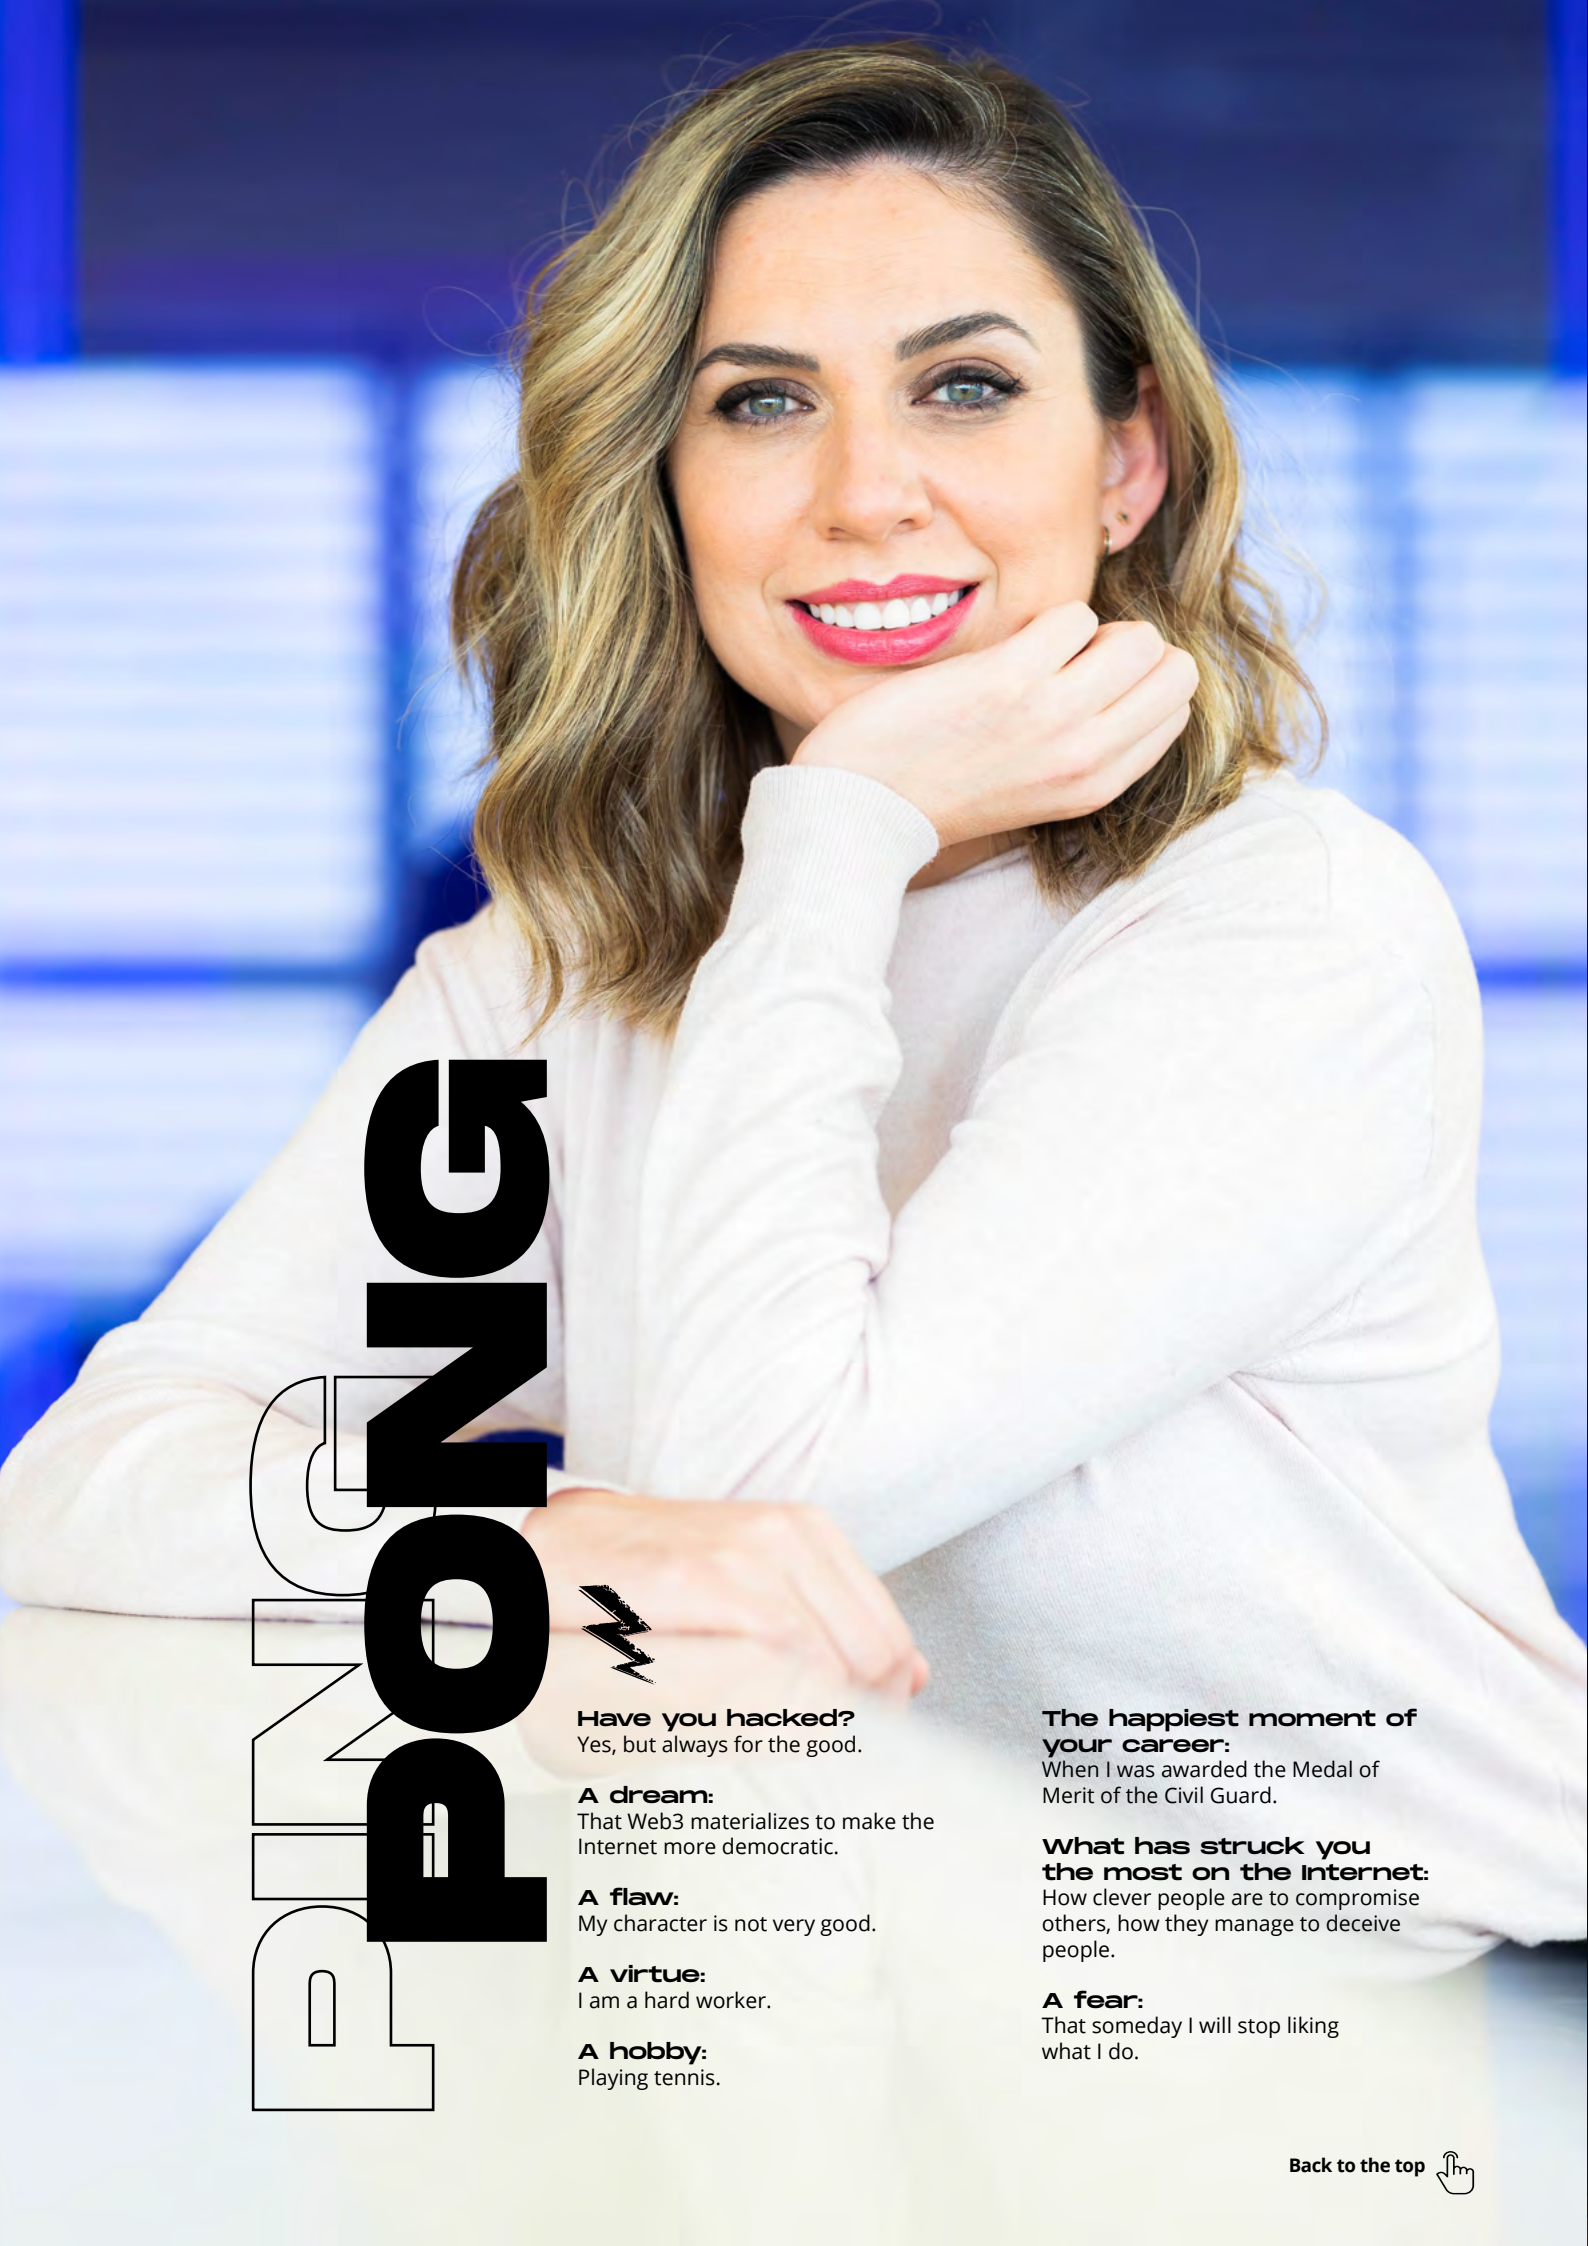 PING
PONG
Have you hacked?
Yes, but always for the good.
A dream:
That Web3 materializes to make the
Internet more democratic.
A flaw:
My character is not very good.
A virtue:
I am a hard worker.
A hobby:
Playing tennis.
The happiest moment of
your career:
When I was awarded the Medal of
Merit of the Civil Guard.
What has struck you
the most on the Internet:
How clever people are to compromise
others, how they manage to deceive
people.
A fear:
That someday I will stop liking
what I do.
Back to the top